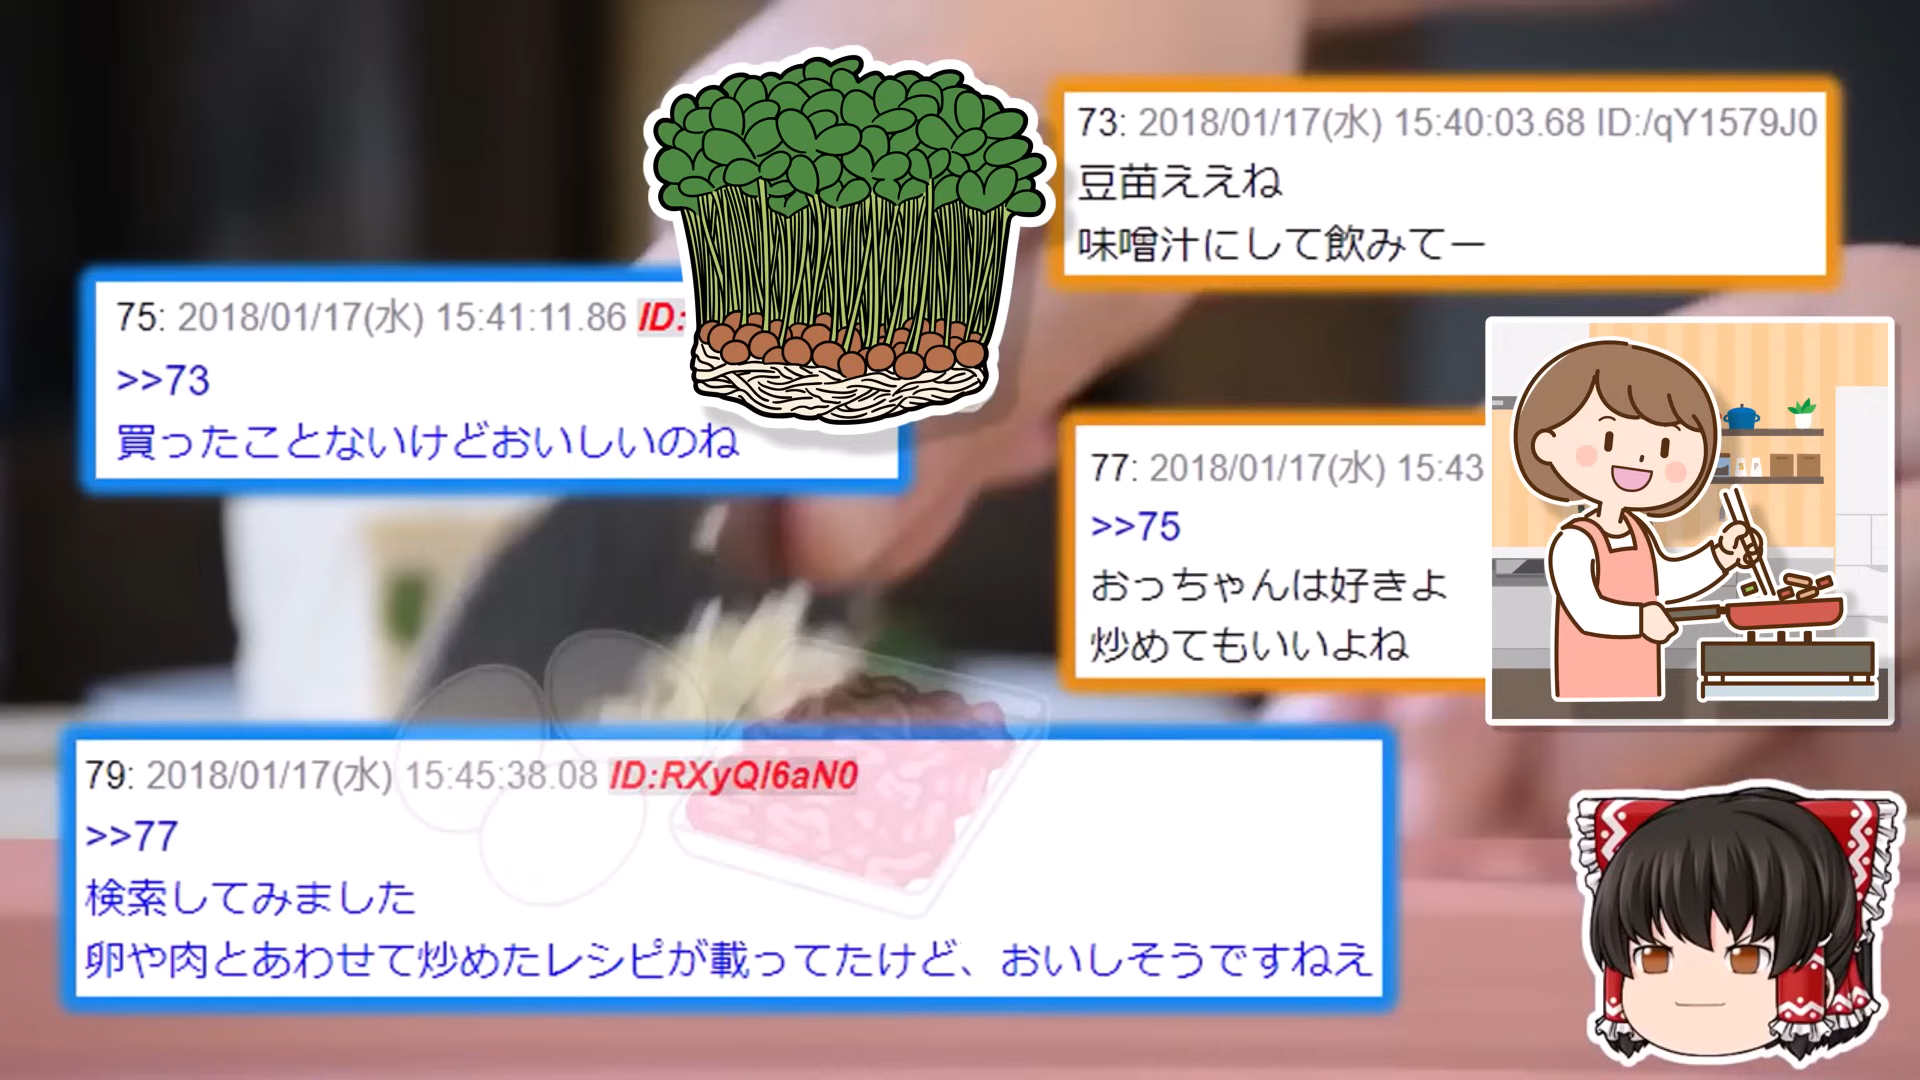 73: 2018/01/17(水) 15:40:03.68 ID:/qY1579J0
豆苗ええね
味噌汁にして飲みてー
75: 2018/01/17(水) 15:41:11.86 ID:
>>73
買ったことないけどおいしいのね
77: 2018/01/17(水) 15:43
>>75
おっちゃんは好きよ
炒めてもいいよね
79: 2018/01/17(水) 15:45:38.08 ID:RXyQ/6aN0
>>77
検索してみました
卵や肉とあわせて炒めたレシピが載ってたけど、おいしそうですねえ